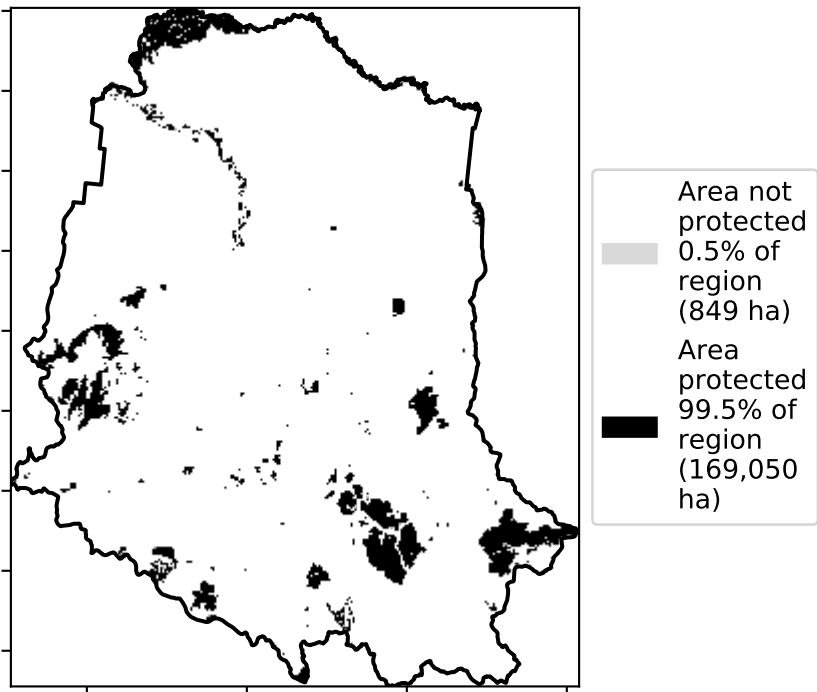 Area not
protected
0.5% of
region
(849 ha)
Area
protected
99.5% of
region
(169,050
ha)